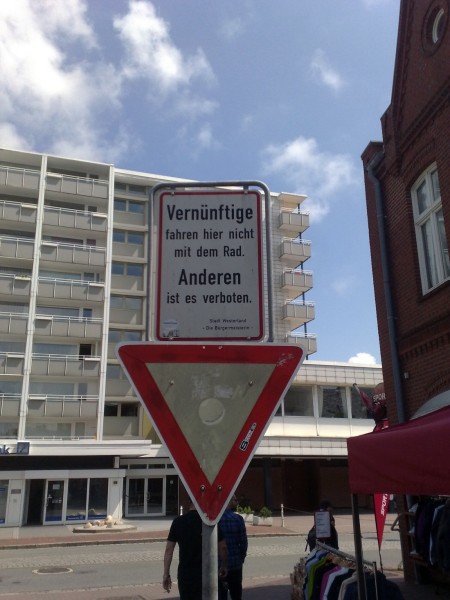 Vernünftige
fahren hier nicht
mit dem Rad.
Anderen
ist es verboten.
Stadt Westerland
- Die Bürgermeisterin -